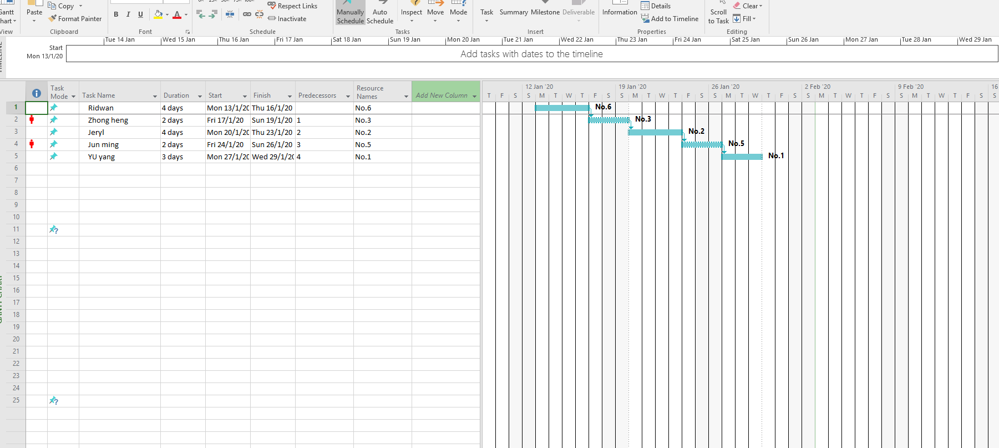 Gantt
Chart
View
Paste
Copy
Format Painter
Clipboard
B I U A
Font
Respect Links
Inactivate
Schedule
Manually
Schedule
Auto
Schedule
Inspect
Move
Mode
Tasks
Task
Summary
Milestone
Deliverable
Insert
Information
Details
Add to Timeline
Properties
Scroll
to Task
Clear
Fill
Editing
Tue 14 Jan Wed 15 Jan Thu 16 Jan Fri 17 Jan Sat 18 Jan Sun 19 Jan Mon 20 Jan Tue 21 Jan Wed 22 Jan Thu 23 Jan Fri 24 Jan Sat 25 Jan Sun 26 Jan Mon 27 Jan Tue 28 Jan Wed 29 Jan
Start
Mon 13/1/20
Add tasks with dates to the timeline
TIMELINE
Task
Mode
Task Name
Duration
Start
Finish
Predecessors
Resource
Names
Add New Column
12 Jan '20 19 Jan '20 26 Jan '20 2 Feb '20 9 Feb '20 16
T F S S M T W T F S S M T W T F S S M T W T F S S M T W T F S S M T W T F S S
1 Ridwan 4 days Mon 13/1/20 Thu 16/1/20 No.6
2 Zhong heng 2 days Fri 17/1/20 Sun 19/1/20 1 No.3
3 Jeryl 4 days Mon 20/1/20 Thu 23/1/20 2 No.2
4 Jun ming 2 days Fri 24/1/20 Sun 26/1/20 3 No.5
5 YU yang 3 days Mon 27/1/20 Wed 29/1/20 4 No.1
No.6
No.3
No.2
No.5
No.1
6
7
8
9
10
11 ?
12
13
14
15
16
17
18
19
20
21
22
23
24
25 ?
GANTT CHART